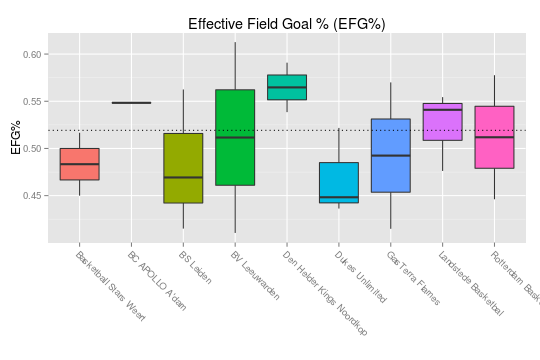 Effective Field Goal % (EFG%)
EFG%
0.60
0.55
0.50
0.45
Basketball Stars Weert
BC APOLLO A'dam
BS Leiden
BV Leeuwarden
Den Helder Kings Noordkop
Dukes Unlimited
GasTerra Flames
Landstede Basketbal
Rotterdam Bask